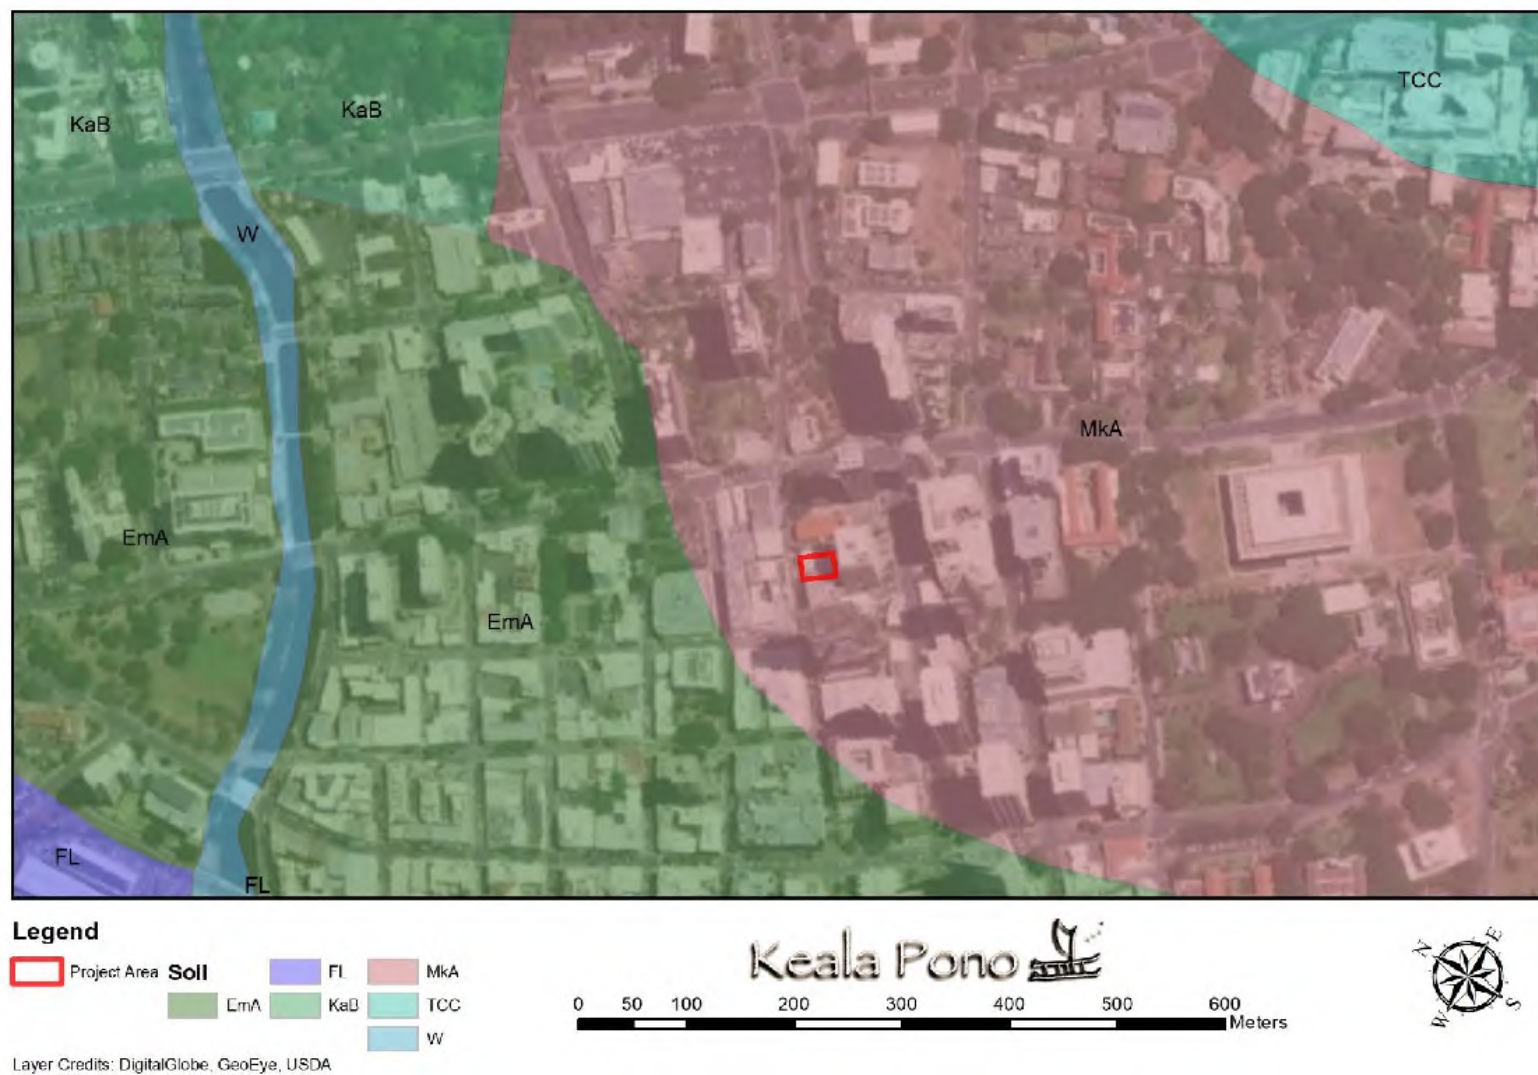 TCC
KaB
KaB
W
MkA
EmA
EmA
FL
FL
Legend
Project Area
Soil
EmA
FL
KaB
MkA
TCC
W
Keala Pono
0 50 100 200 300 400 500 600
Meters
N
E
W
S
Layer Credits: DigitalGlobe, GeoEye, USDA